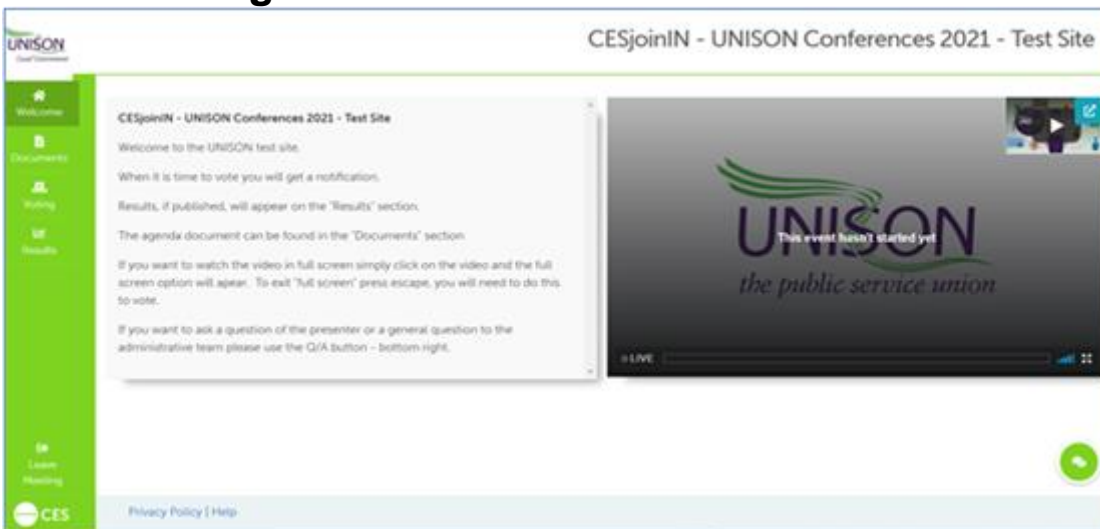 UNISON
CESjoinIN - UNISON Conferences 2021 - Test Site
Welcome
Documents
Voting
Results
Leave
Meeting
CES
CESjoinIN - UNISON Conferences 2021 - Test Site
Welcome to the UNISON test site.
When it is time to vote you will get a notification.
Results, if published, will appear on the "Results" section.
The agenda document can be found in the "Documents" section
If you want to watch the video in full screen simply click on the video and the full
screen option will apear. To exit "full screen" press escape, you will need to do this
to vote.
If you want to ask a question of the presenter or a general question to the
administrative team please use the Q/A button - bottom right.
UNISON
This event hasn't started yet
the public service union
LIVE
Privacy Policy | Help